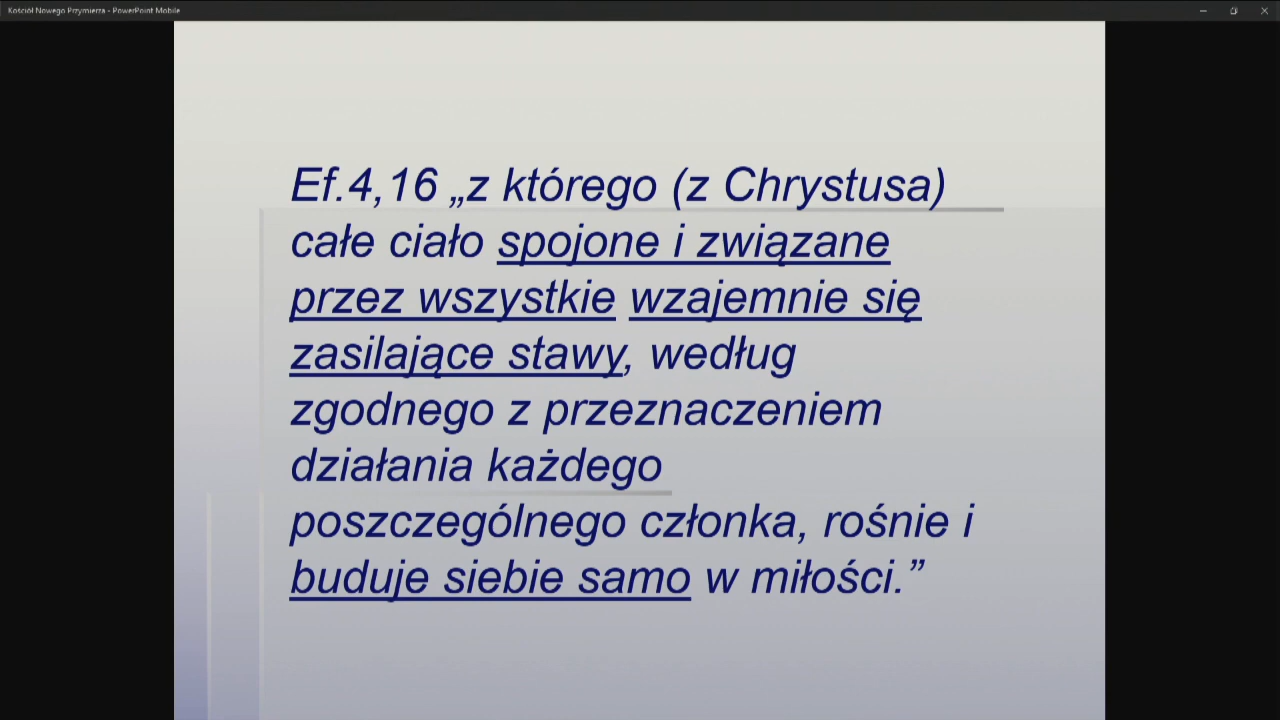 Kościół Nowego Przymierza - PowerPoint Mobile
Ef.4,16 „z którego (z Chrystusa)
całe ciało spojone i związane
przez wszystkie wzajemnie się
zasilające stawy, według
zgodnego z przeznaczeniem
działania każdego
poszczególnego członka, rośnie i
buduje siebie samo w miłości.”